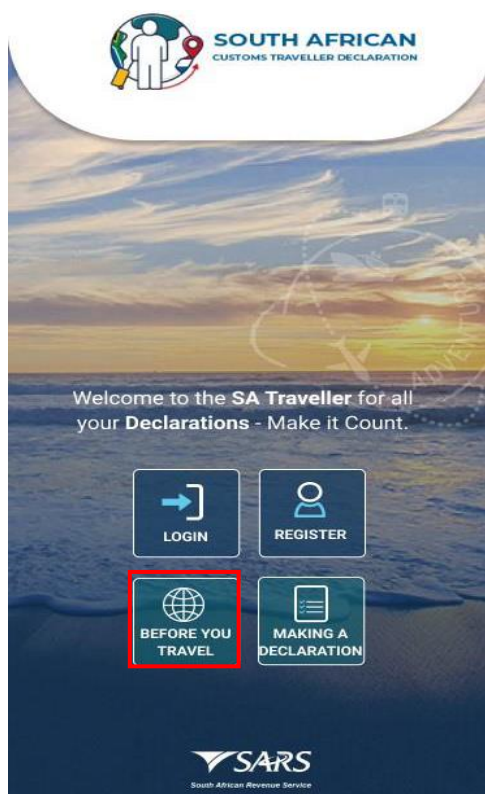 SOUTH AFRICAN
CUSTOMS TRAVELLER DECLARATION
ADVENTURE
Welcome to the SA Traveller for all
your Declarations - Make it Count.
LOGIN
REGISTER
BEFORE YOU
TRAVEL
MAKING A
DECLARATION
SARS
South African Revenue Service